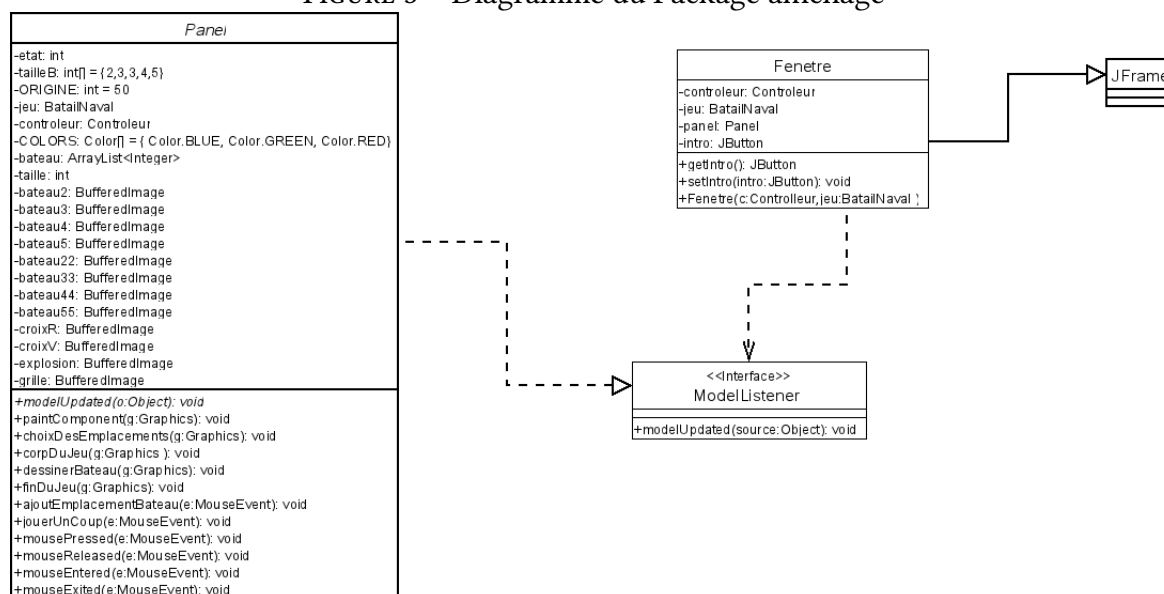 FIGURE 3 – Diagramme du Package affichage
Panel
-etat: int
-tailleB: int[] = {2,3,3,4,5}
-ORIGINE: int = 50
-jeu: BatailNaval
-controleur: Controleur
-COLORS: Color[] = { Color.BLUE, Color.GREEN, Color.RED}
-bateau: ArrayList<Integer>
-taille: int
-bateau2: BufferedImage
-bateau3: BufferedImage
-bateau4: BufferedImage
-bateau5: BufferedImage
-bateau22: BufferedImage
-bateau33: BufferedImage
-bateau44: BufferedImage
-bateau55: BufferedImage
-croixR: BufferedImage
-croixV: BufferedImage
-explosion: BufferedImage
-grille: BufferedImage
+modelUpdated(o:Object): void
+paintComponent(g:Graphics): void
+choixDesEmplacements(g:Graphics): void
+corpDuJeu(g:Graphics ): void
+dessinerBateau(g:Graphics): void
+finDuJeu(g:Graphics): void
+ajoutEmplacementBateau(e:MouseEvent): void
+jouerUnCoup(e:MouseEvent): void
+mousePressed(e:MouseEvent): void
+mouseReleased(e:MouseEvent): void
+mouseEntered(e:MouseEvent): void
+mouseExited(e:MouseEvent): void
Fenetre
-controleur: Controleur
-jeu: BatailNaval
-panel: Panel
-intro: JButton
+getIntro(): JButton
+setIntro(intro:JButton): void
+Fenetre(c:Controlleur,jeu:BatailNaval )
JFrame
<<Interface>>
ModelListener
+modelUpdated(source:Object): void